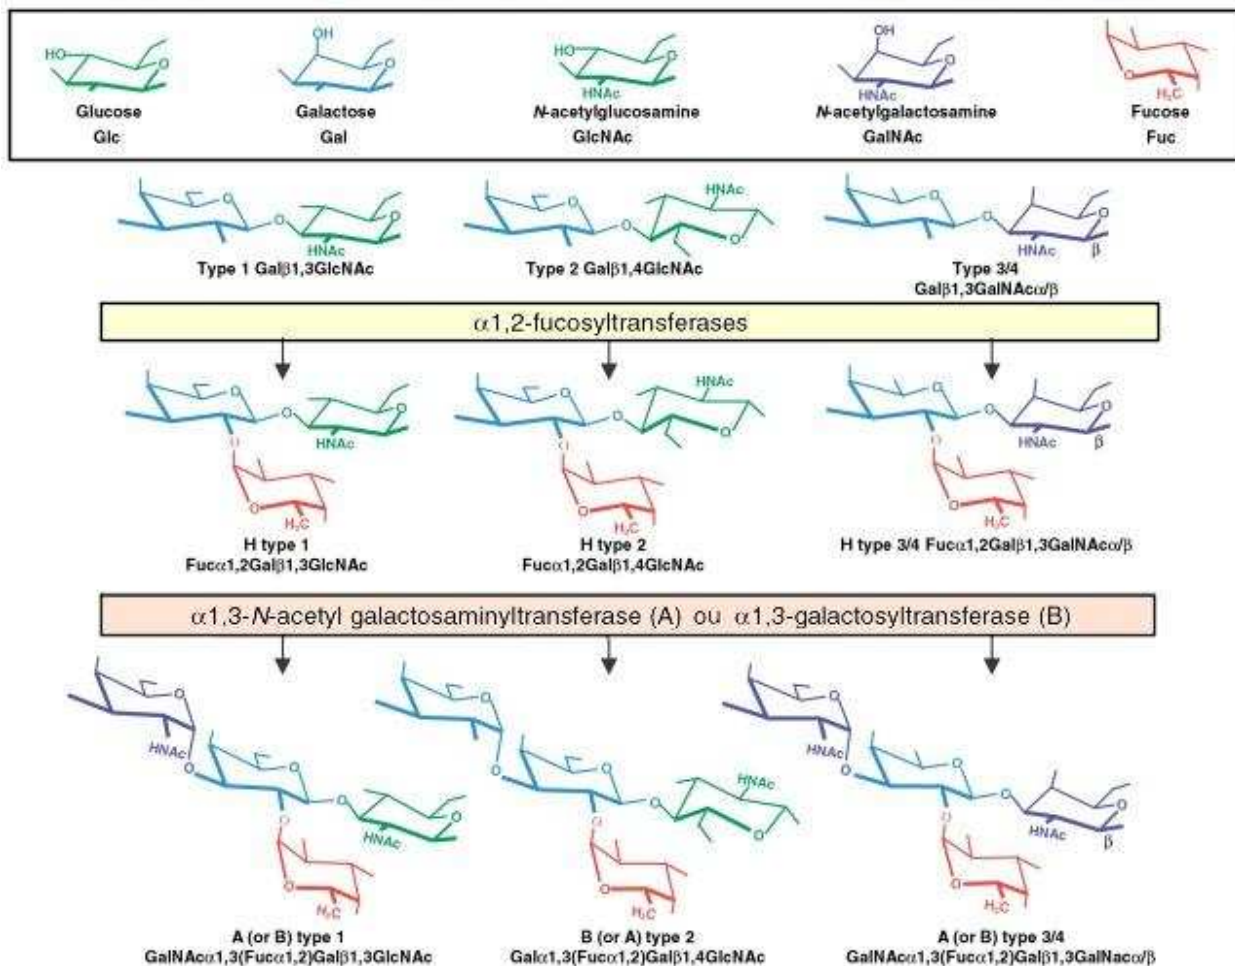 HO
OH
HO
OH
O
O
O
O
O
HNAc
HNAc
H₃C
Glucose
Galactose
N-acetylglucosamine
N-acetylgalactosamine
Fucose
Glc
Gal
GlcNAc
GalNAc
Fuc
HNAc
O
O
O
O
O
O
O
O
O
HNAc
HNAc
β
Type 1 Galβ1,3GlcNAc
Type 2 Galβ1,4GlcNAc
Type 3/4
Galβ1,3GalNAcα/β
α1,2-fucosyltransferases
HNAc
O
O
O
O
O
O
O
O
O
HNAc
HNAc
β
O
O
O
O
O
O
H₃C
H₃C
H₃C
H type 1
H type 2
H type 3/4 Fucα1,2Galβ1,3GalNAcα/β
Fucα1,2Galβ1,3GlcNAc
Fucα1,2Galβ1,4GlcNAc
α1,3-N-acetyl galactosaminyltransferase (A) ou α1,3-galactosyltransferase (B)
O
O
O
HNAc
HNAc
O
O
O
O
O
O
HNAc
O
O
O
O
O
O
HNAc
HNAc
β
O
O
O
O
O
O
H₃C
H₃C
H₃C
A (or B) type 1
B (or A) type 2
A (or B) type 3/4
GalNAcα1,3(Fucα1,2)Galβ1,3GlcNAc
Galα1,3(Fucα1,2)Galβ1,4GlcNAc
GalNAcα1,3(Fucα1,2)Galβ1,3GalNacα/β